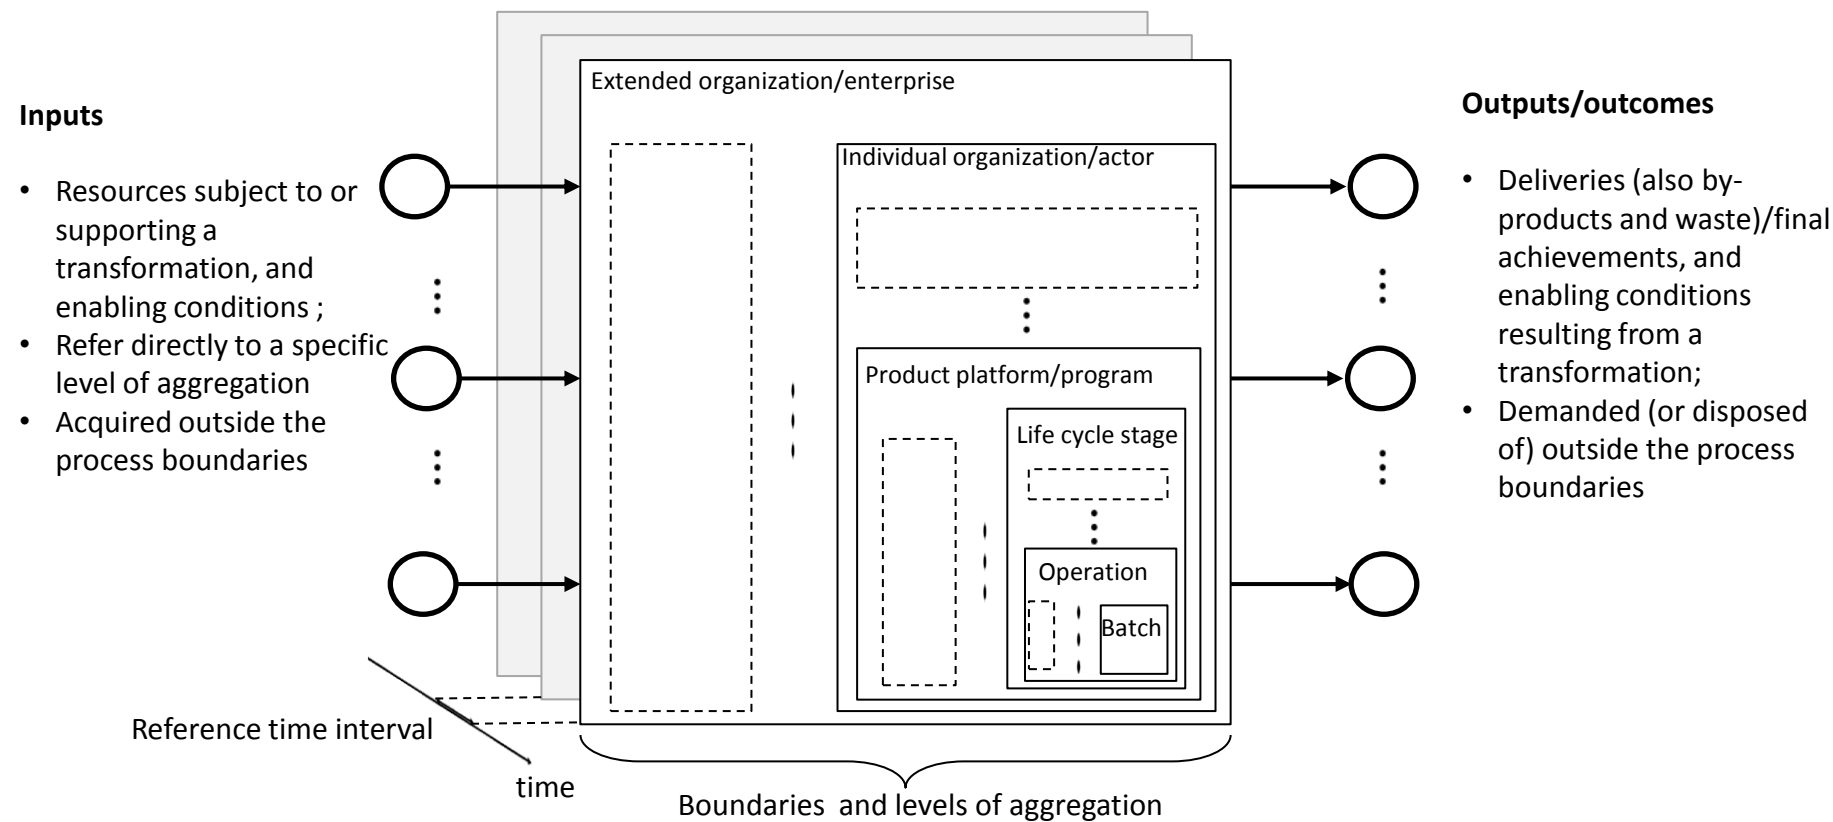 Inputs
• Resources subject to or
supporting a
transformation, and
enabling conditions ;
• Refer directly to a specific
level of aggregation
• Acquired outside the
process boundaries
Extended organization/enterprise
Individual organization/actor
Product platform/program
Life cycle stage
Operation
Batch
Outputs/outcomes
• Deliveries (also by-
products and waste)/final
achievements, and
enabling conditions
resulting from a
transformation;
• Demanded (or disposed
of) outside the process
boundaries
Reference time interval
time
Boundaries and levels of aggregation